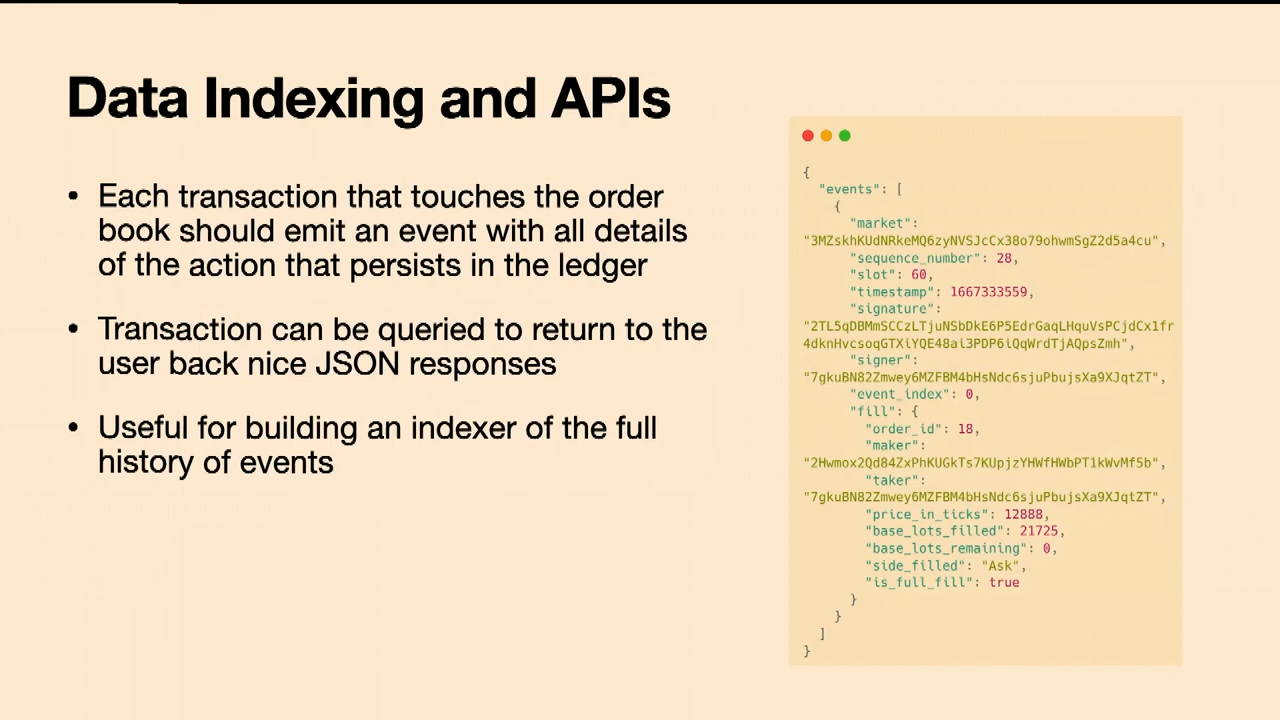 Data Indexing and APIs
• Each transaction that touches the order
book should emit an event with all details
of the action that persists in the ledger
• Transaction can be queried to return to the
user back nice JSON responses
• Useful for building an indexer of the full
history of events
{
"events": [
{
"market":
"3MZskhKUdNRkeMQ6zyNVSJcCx38o79ohwmSgZ2d5a4cu",
"sequence_number": 28,
"slot": 60,
"timestamp": 1667333559,
"signature":
"2TL5qDBMmSCCzLTjuNSbDkE6P5EdrGaqLHquVsPCjdCx1fr
4dknHvcsoqGTXiYQE48ai3PDP6iQqWrdTjAQpsZmh",
"signer":
"7gkuBN82Zmwey6MZFBM4bHsNdc6sjuPbujsXa9XJqtZT",
"event_index": 0,
"fill": {
"order_id": 18,
"maker":
"2Hwmox2Qd84ZxPhKUGkTs7KUpjzYHWfHWbPT1kWvMf5b",
"taker":
"7gkuBN82Zmwey6MZFBM4bHsNdc6sjuPbujsXa9XJqtZT",
"price_in_ticks": 12888,
"base_lots_filled": 21725,
"base_lots_remaining": 0,
"side_filled": "Ask",
"is_full_fill": true
}
}
]
}